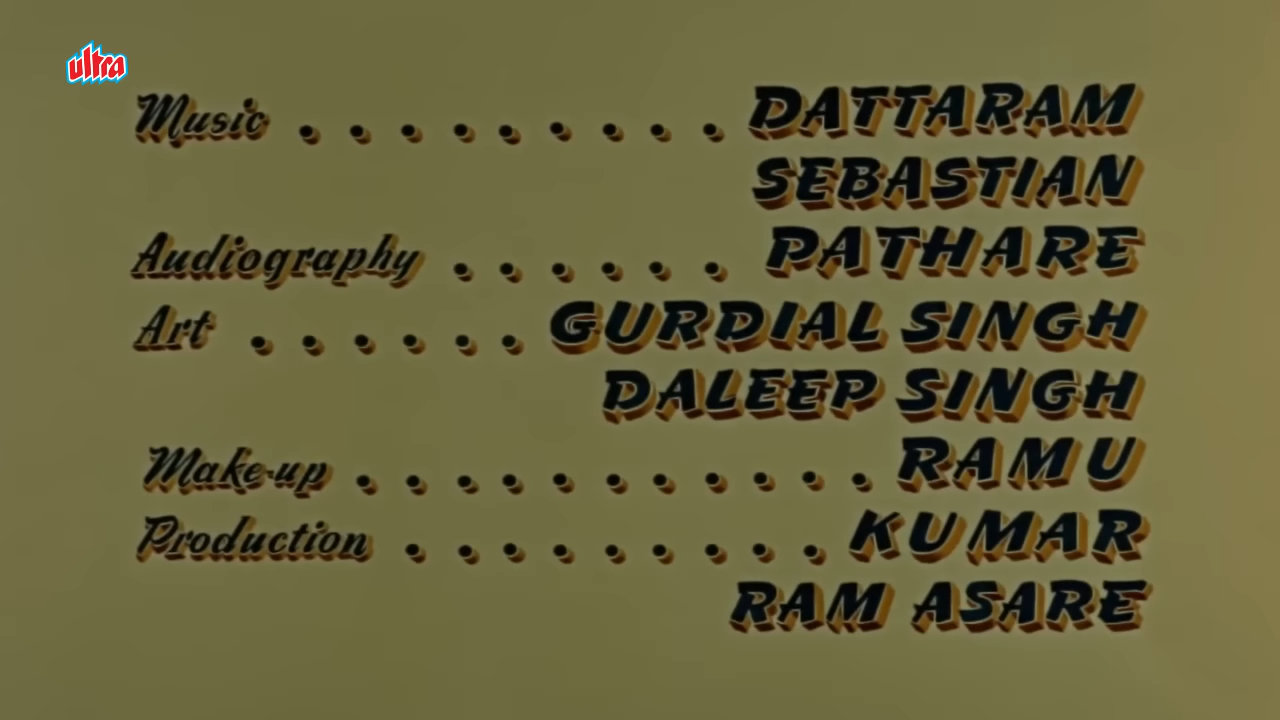 ultra
Music . . . . . . . . . DATTARAM
SEBASTIAN
Audiography . . . . . . PATHARE
Art . . . . . . GURDIAL SINGH
DALEEP SINGH
Make-up . . . . . . . . . . . RAMU
Production . . . . . . . . . KUMAR
RAM ASARE